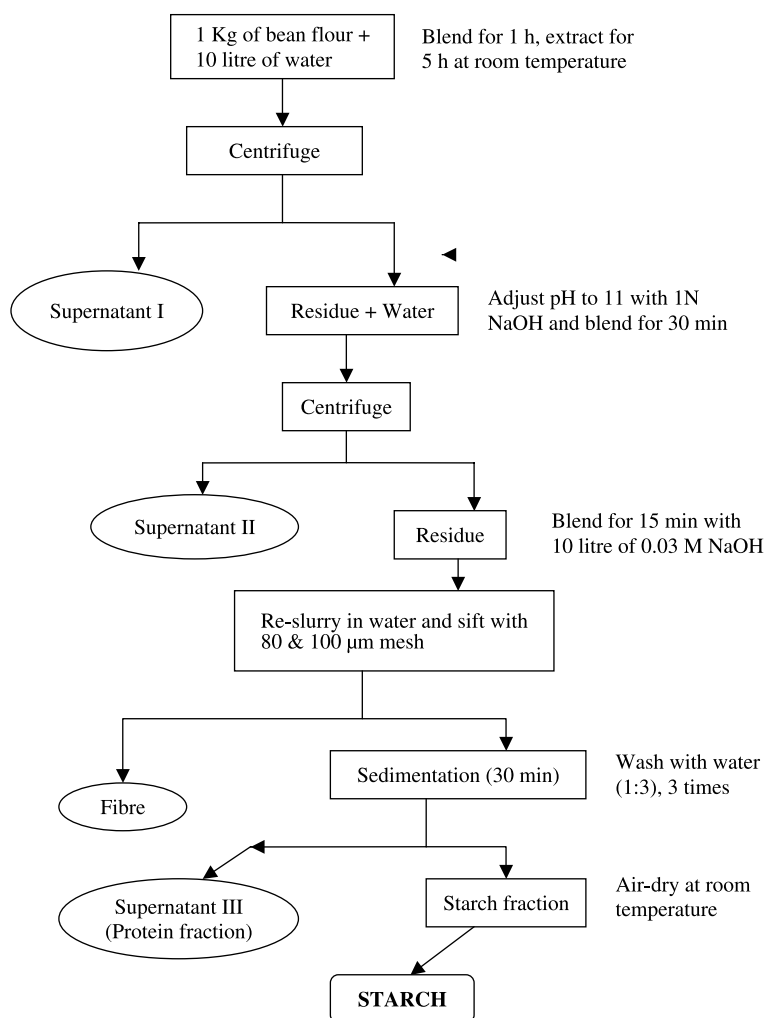 1 Kg of bean flour +
10 litre of water
Blend for 1 h, extract for
5 h at room temperature
Centrifuge
Supernatant I
Residue + Water
Adjust pH to 11 with 1N
NaOH and blend for 30 min
Centrifuge
Supernatant II
Residue
Blend for 15 min with
10 litre of 0.03 M NaOH
Re-slurry in water and sift with
80 & 100 µm mesh
Fibre
Sedimentation (30 min)
Wash with water
(1:3), 3 times
Supernatant III
(Protein fraction)
Starch fraction
Air-dry at room
temperature
STARCH